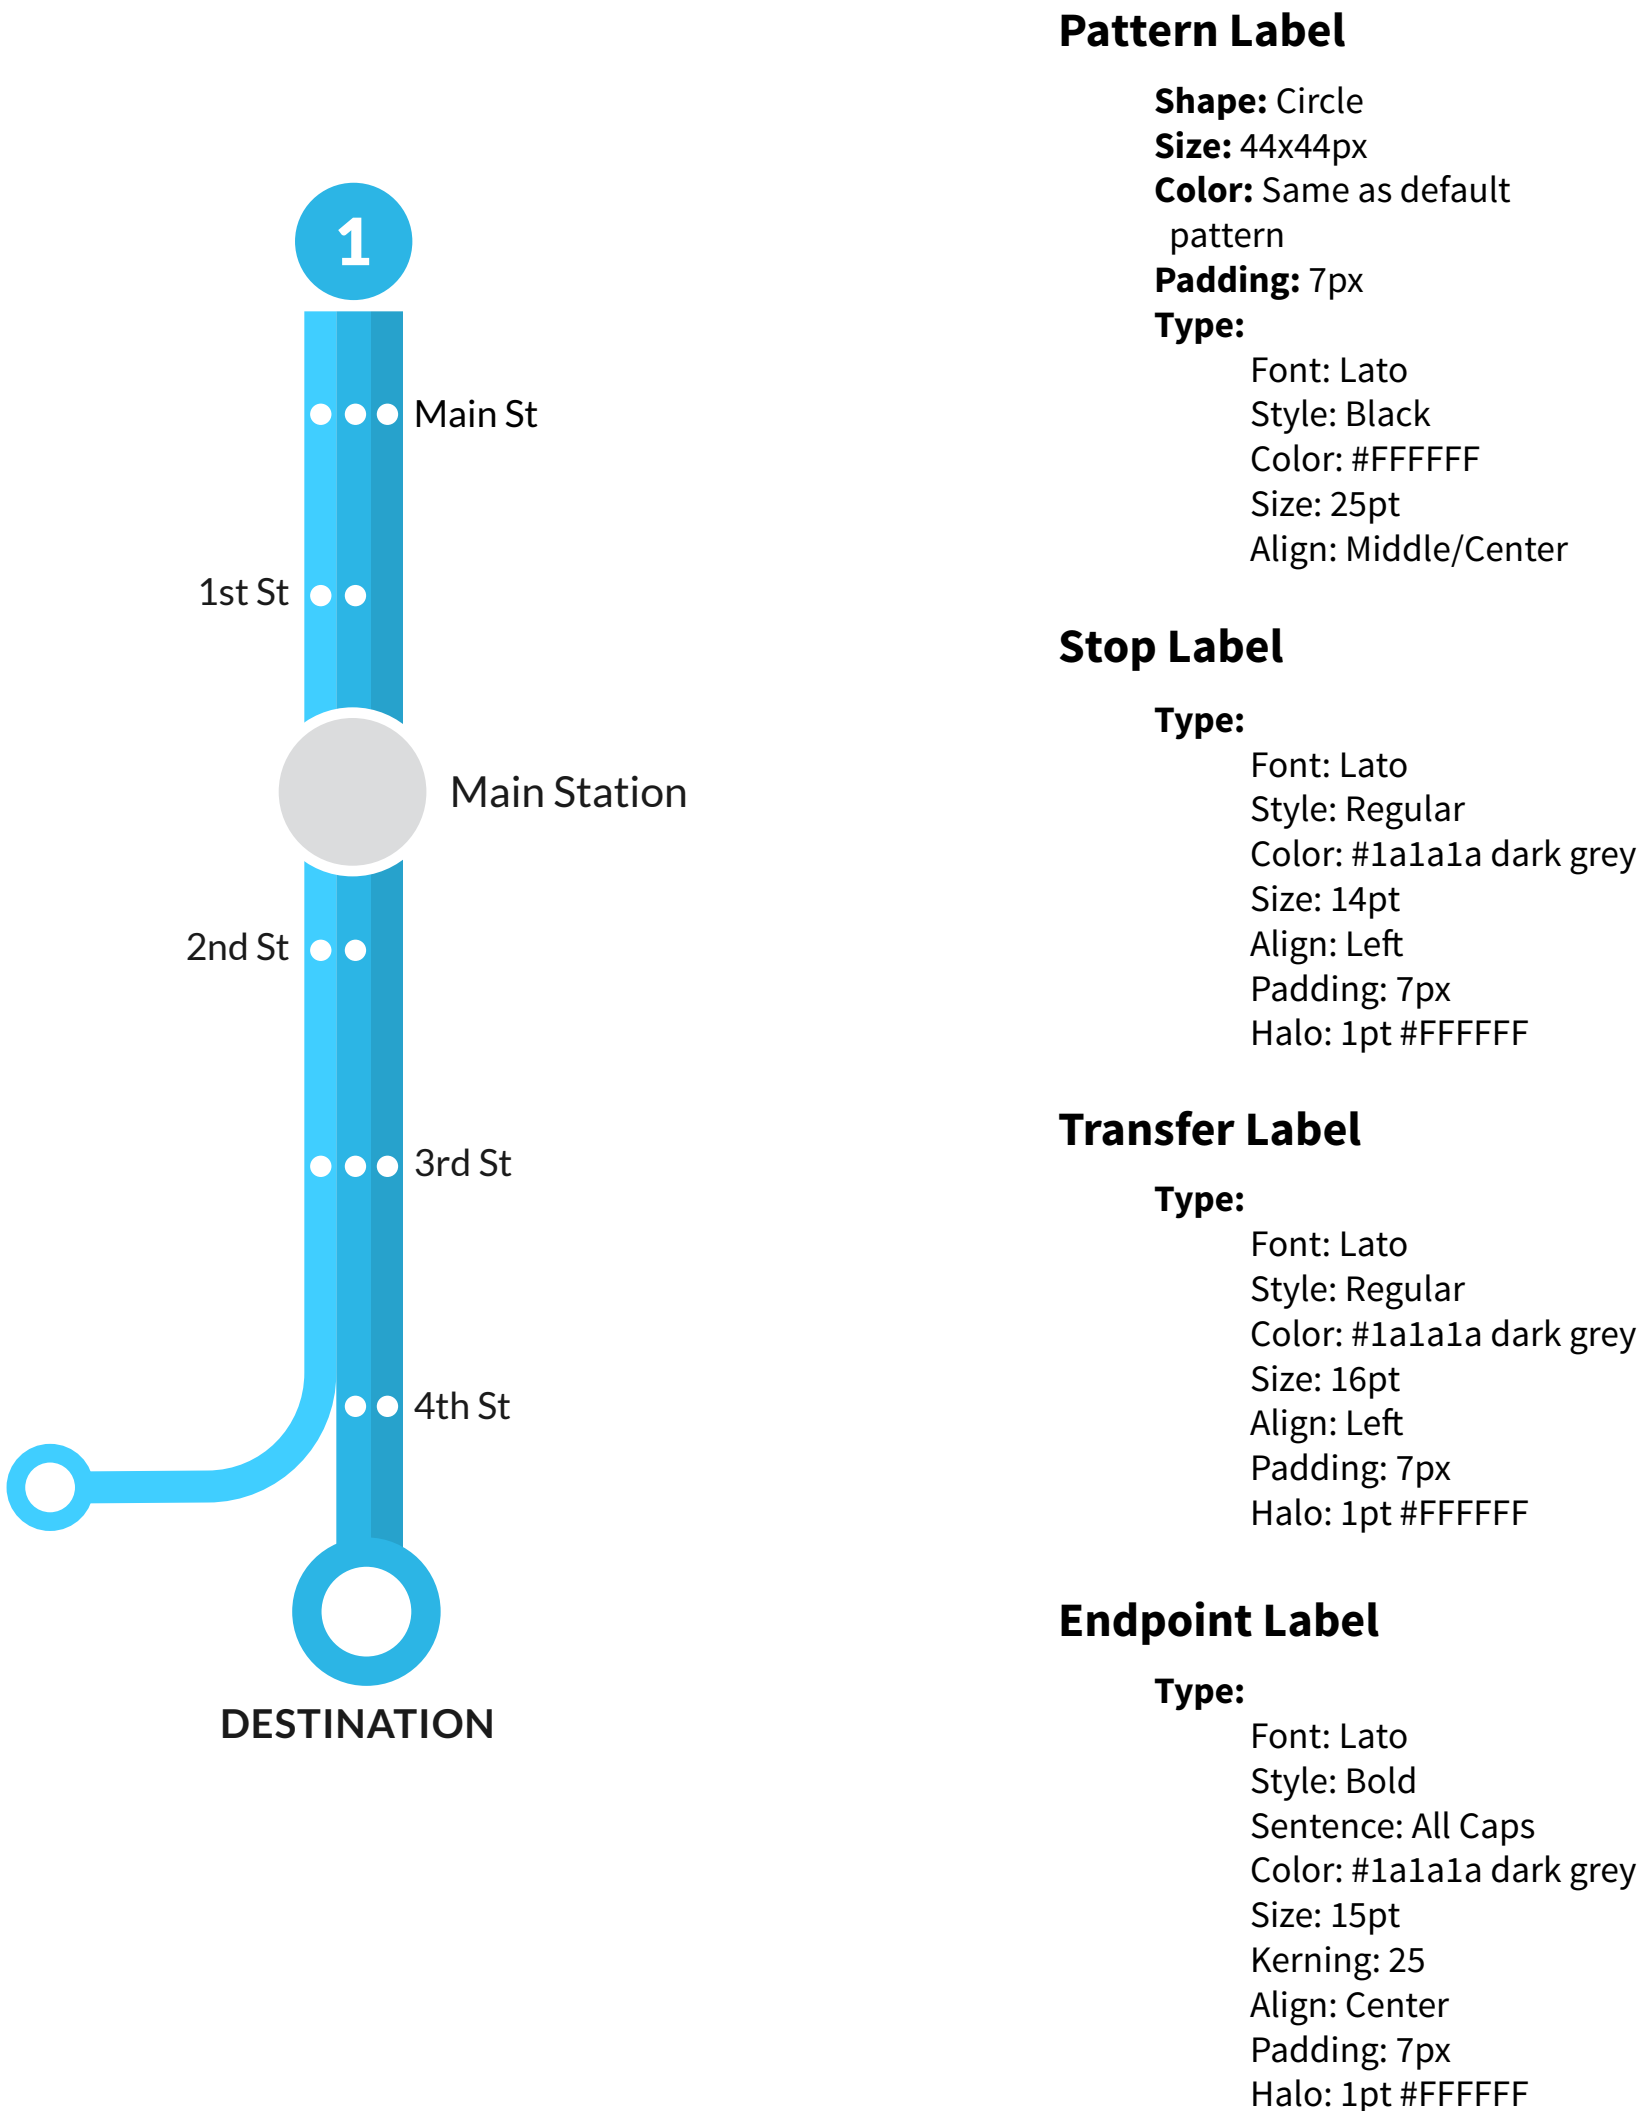 1
Main St
1st St
Main Station
2nd St
3rd St
4th St
DESTINATION
Pattern Label
Shape: Circle
Size: 44x44px
Color: Same as default
pattern
Padding: 7px
Type:
Font: Lato
Style: Black
Color: #FFFFFF
Size: 25pt
Align: Middle/Center
Stop Label
Type:
Font: Lato
Style: Regular
Color: #1a1a1a dark grey
Size: 14pt
Align: Left
Padding: 7px
Halo: 1pt #FFFFFF
Transfer Label
Type:
Font: Lato
Style: Regular
Color: #1a1a1a dark grey
Size: 16pt
Align: Left
Padding: 7px
Halo: 1pt #FFFFFF
Endpoint Label
Type:
Font: Lato
Style: Bold
Sentence: All Caps
Color: #1a1a1a dark grey
Size: 15pt
Kerning: 25
Align: Center
Padding: 7px
Halo: 1pt #FFFFFF